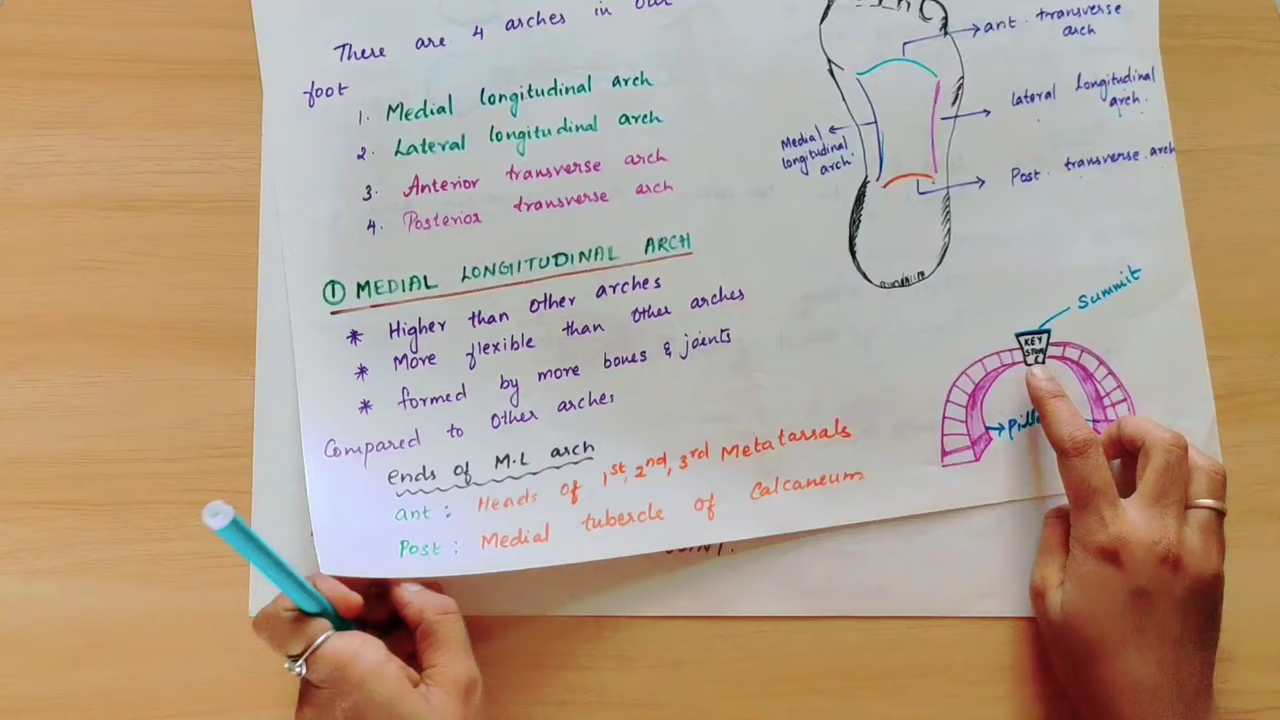 There are 4 arches in our
foot
1. Medial longitudinal arch
2. Lateral longitudinal arch
3. Anterior transverse arch
4. Posterior transverse arch
① MEDIAL LONGITUDINAL ARCH
* Higher than other arches
* More flexible than other arches
* formed by more bones & joints
Compared to other arches
ends of M.L arch
ant : Heads of 1st, 2nd, 3rd Metatarsals
Post : Medial tubercle of Calcaneum
ant. transverse
arch
Lateral Longitudinal
arch.
Medial
longitudinal
arch.
Post. transverse arch
Summit
KEY
STON
E